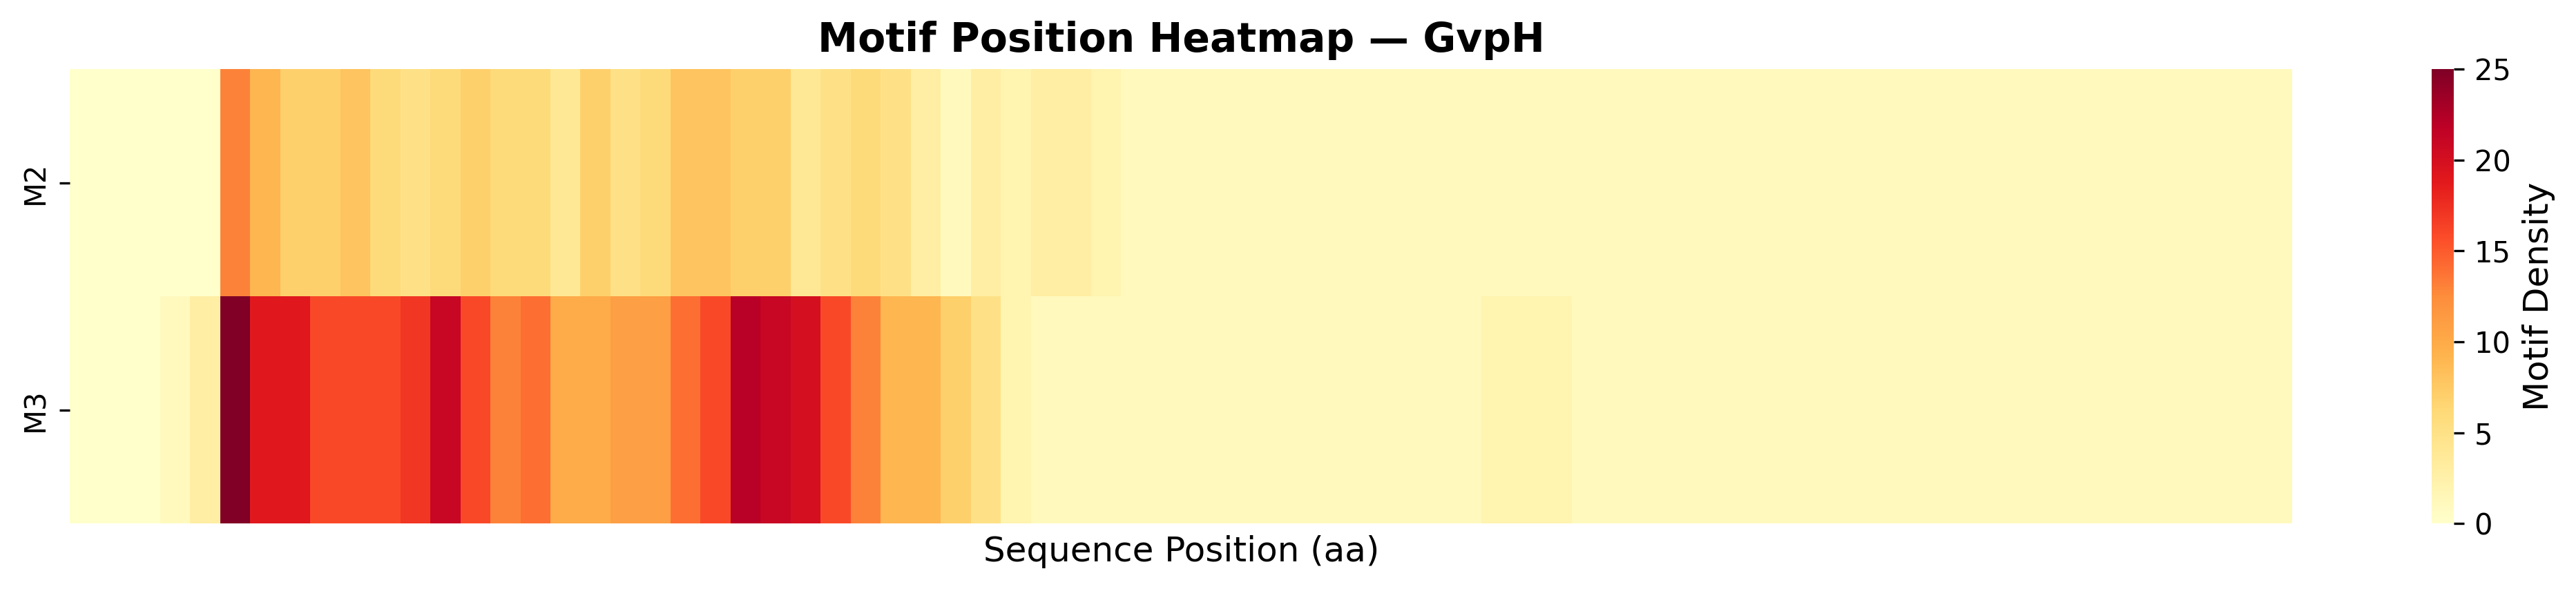 Motif Position Heatmap — GvpH
M2
M3
Sequence Position (aa)
25
20
15
10
5
0
Motif Density